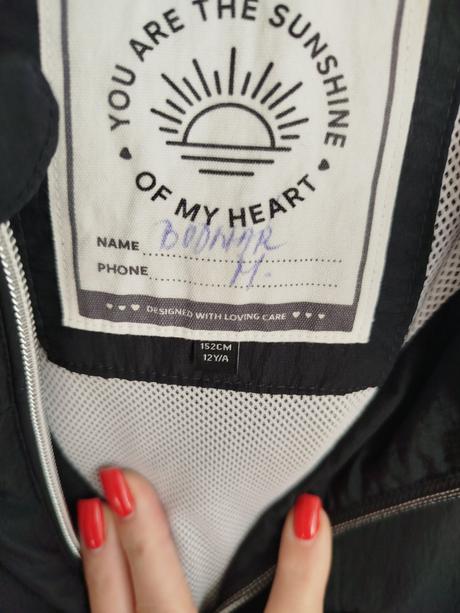 YOU ARE THE SUNSHINE
OF MY HEART
NAME BODNAR
PHONE M.
DESIGNED WITH LOVING CARE
152CM
12Y/A